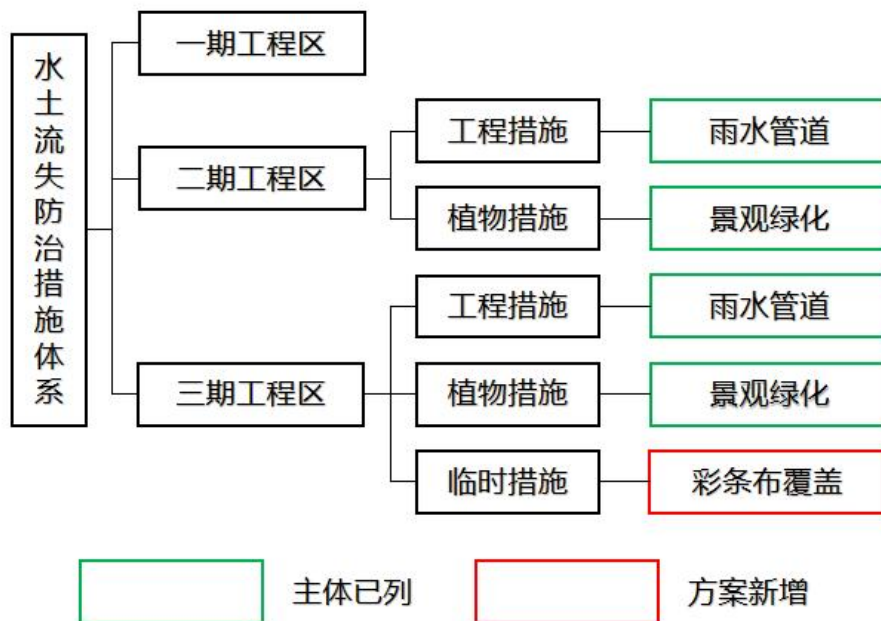 水土流失防治措施体系
一期工程区
二期工程区
工程措施
雨水管道
植物措施
景观绿化
三期工程区
工程措施
雨水管道
植物措施
景观绿化
临时措施
彩条布覆盖
主体已列
方案新增